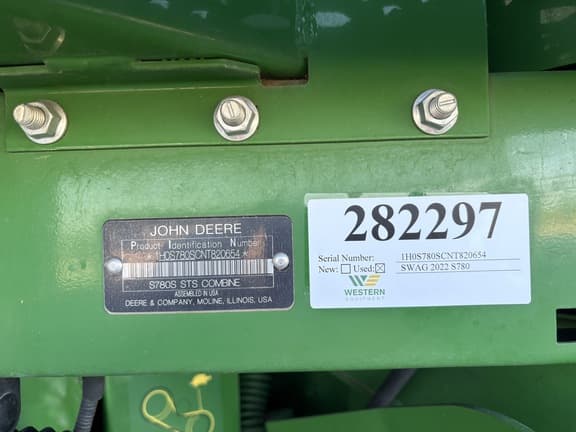 JOHN DEERE
Product Identification Number
*1H0S780SCNT820654*
S780S STS COMBINE
ASSEMBLED IN USA
DEERE & COMPANY, MOLINE, ILLINOIS, USA
282297
Serial Number: 1H0S780SCNT820654
New: Used: SWAG 2022 S780
WESTERN
EQUIPMENT